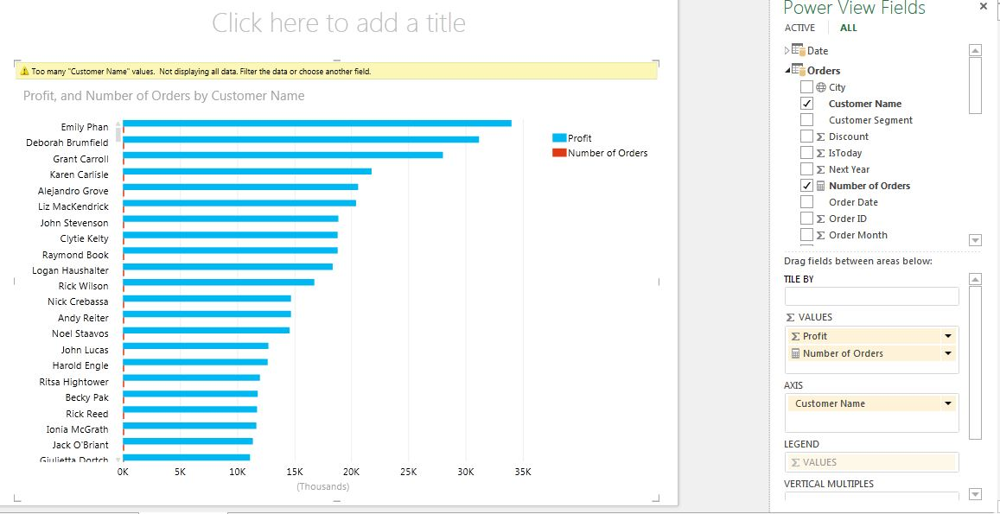 Click here to add a title
Too many "Customer Name" values. Not displaying all data. Filter the data or choose another field.
Profit, and Number of Orders by Customer Name
Emily Phan
Deborah Brumfield
Grant Carroll
Karen Carlisle
Alejandro Grove
Liz MacKendrick
John Stevenson
Clytie Kelty
Raymond Book
Logan Haushalter
Rick Wilson
Nick Crebassa
Andy Reiter
Noel Staavos
John Lucas
Harold Engle
Ritsa Hightower
Becky Pak
Rick Reed
Ionia McGrath
Jack O'Briant
Giulietta Dortch
0K 5K 10K 15K 20K 25K 30K 35K
(Thousands)
Profit
Number of Orders
Power View Fields
ACTIVE ALL
Date
Orders
City
Customer Name
Customer Segment
Σ Discount
Σ IsToday
Σ Next Year
Number of Orders
Order Date
Σ Order ID
Σ Order Month
Drag fields between areas below:
TILE BY
Σ VALUES
Σ Profit
Number of Orders
AXIS
Customer Name
LEGEND
Σ VALUES
VERTICAL MULTIPLES